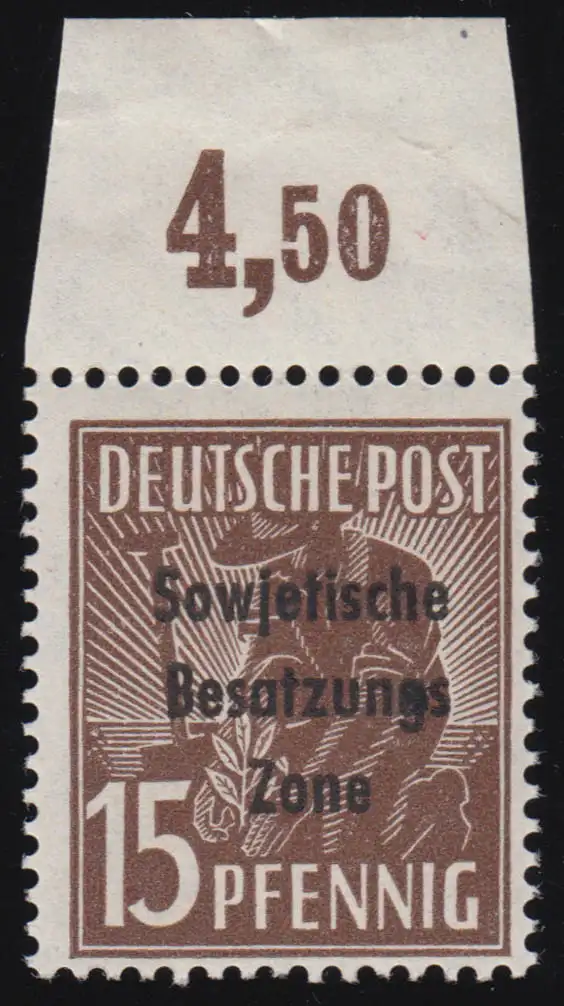 4,50
DEUTSCHE POST
Sowjetische
Besatzungs
Zone
15 PFENNIG